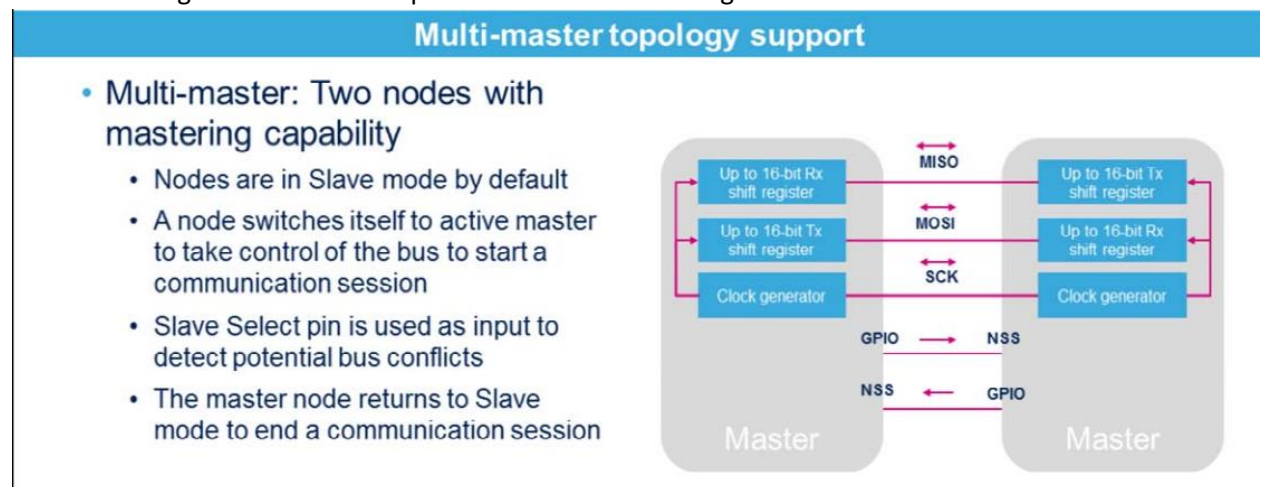 Multi-master topology support
• Multi-master: Two nodes with
mastering capability
• Nodes are in Slave mode by default
• A node switches itself to active master
to take control of the bus to start a
communication session
• Slave Select pin is used as input to
detect potential bus conflicts
• The master node returns to Slave
mode to end a communication session
Up to 16-bit Rx
shift register
Up to 16-bit Tx
shift register
Clock generator
Master
MISO
MOSI
SCK
GPIO NSS
NSS GPIO
Up to 16-bit Tx
shift register
Up to 16-bit Rx
shift register
Clock generator
Master